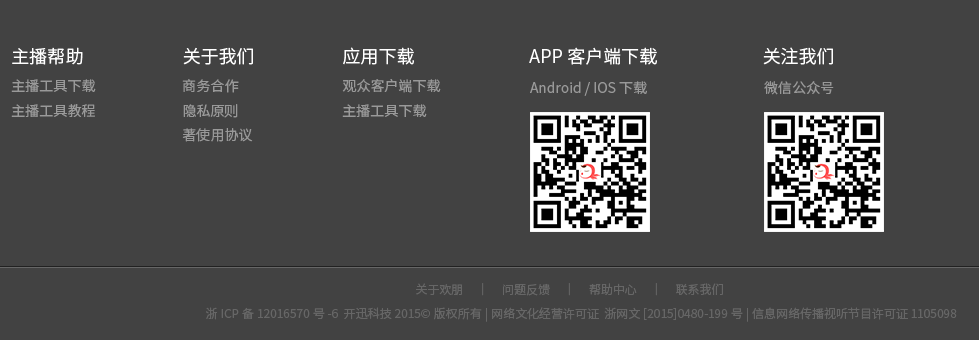 主播帮助
主播工具下载
主播工具教程
关于我们
商务合作
隐私原则
著使用协议
应用下载
观众客户端下载
主播工具下载
APP 客户端下载
Android / IOS 下载
关注我们
微信公众号
关于欢朋 | 问题反馈 | 帮助中心 | 联系我们
浙 ICP 备 12016570 号 -6 开迅科技 2015© 版权所有 | 网络文化经营许可证 浙网文 [2015]0480-199 号 | 信息网络传播视听节目许可证 1105098